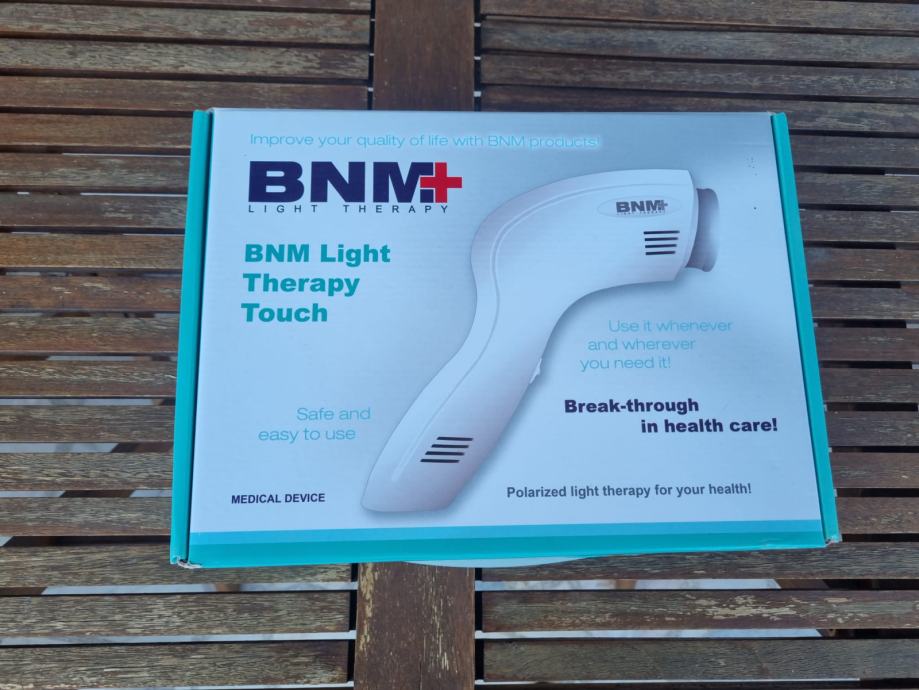 Improve your quality of life with BNM products!
BNM+
LIGHT THERAPY
BNM Light
Therapy
Touch
BNM+
LIGHT THERAPY
Use it whenever
and wherever
you need it!
Break-through
in health care!
Safe and
easy to use
MEDICAL DEVICE
Polarized light therapy for your health!